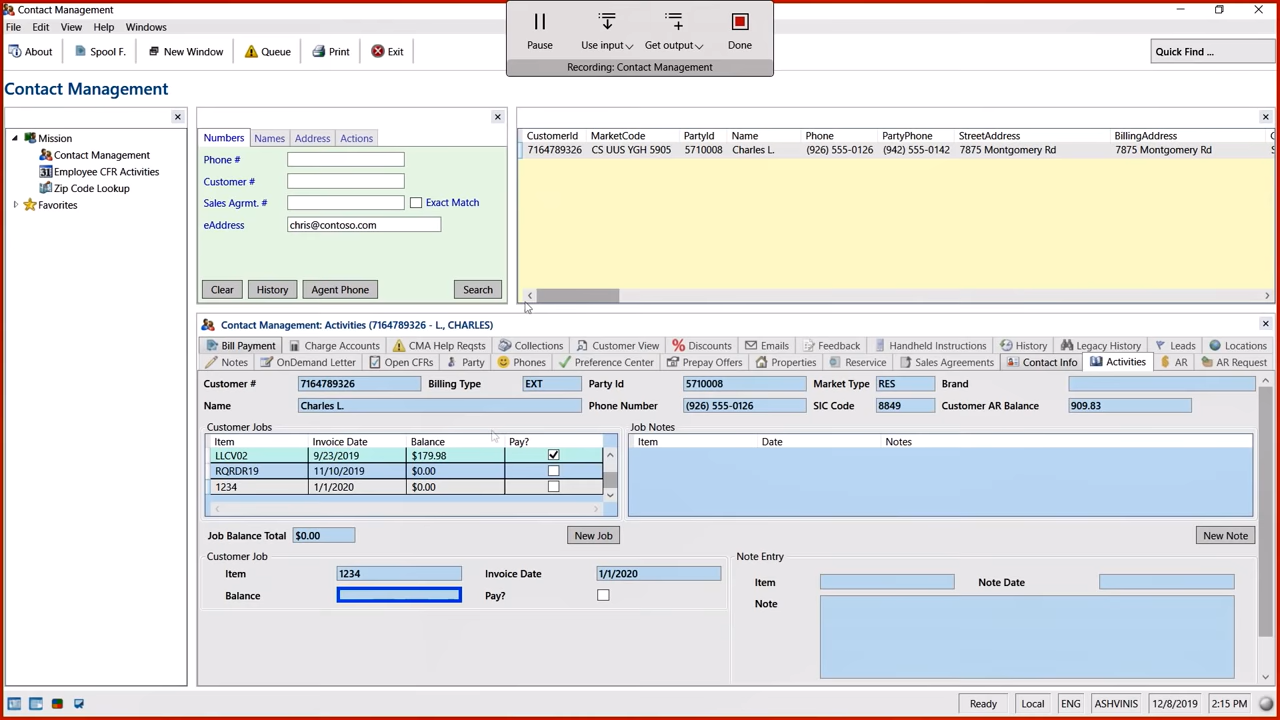 Contact Management
File Edit View Help Windows
About Spool F. New Window Queue Print Exit
Pause Use input Get output Done
Recording: Contact Management
Quick Find ...
Contact Management
Mission
Contact Management
Employee CFR Activities
Zip Code Lookup
Favorites
Numbers Names Address Actions
Phone #
Customer #
Sales Agrmt. # Exact Match
eAddress chris@contoso.com
Clear History Agent Phone Search
CustomerId MarketCode PartyId Name Phone PartyPhone StreetAddress BillingAddress
7164789326 CS UUS YGH 5905 5710008 Charles L. (926) 555-0126 (942) 555-0142 7875 Montgomery Rd 7875 Montgomery Rd
Contact Management: Activities (7164789326 - L., CHARLES)
Bill Payment Charge Accounts CMA Help Reqsts Collections Customer View Discounts Emails Feedback Handheld Instructions History Legacy History Leads Locations
Notes OnDemand Letter Open CFRs Party Phones Preference Center Prepay Offers Properties Reservice Sales Agreements Contact Info Activities AR AR Request
Customer # 7164789326 Billing Type EXT Party Id 5710008 Market Type RES Brand
Name Charles L. Phone Number (926) 555-0126 SIC Code 8849 Customer AR Balance 909.83
Customer Jobs
Item Invoice Date Balance Pay?
LLCV02 9/23/2019 $179.98
RQRDR19 11/10/2019 $0.00
1234 1/1/2020 $0.00
Job Notes
Item Date Notes
Job Balance Total $0.00 New Job New Note
Customer Job
Item 1234 Invoice Date 1/1/2020
Balance Pay?
Note Entry
Item Note Date
Note
Ready Local ENG ASHVINIS 12/8/2019 2:15 PM